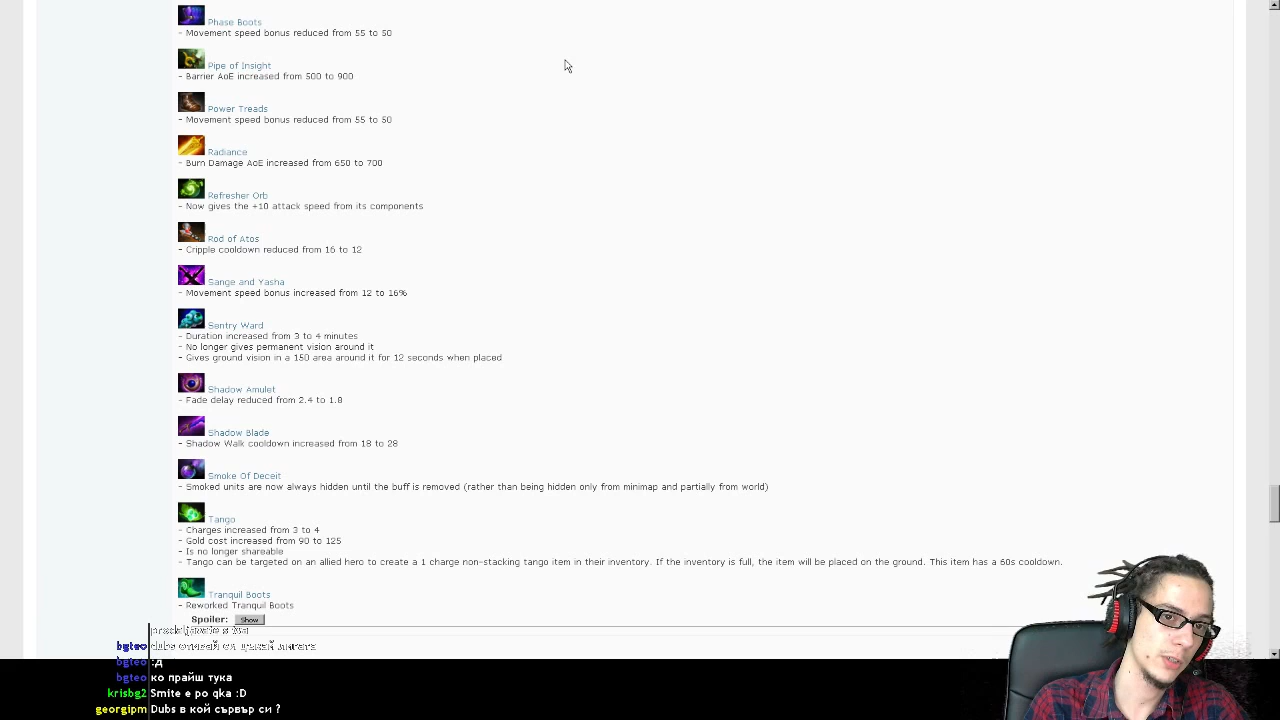 Phase Boots
- Movement speed bonus reduced from 55 to 50
Pipe of Insight
- Barrier AoE increased from 500 to 900
Power Treads
- Movement speed bonus reduced from 55 to 50
Radiance
- Burn Damage AoE increased from 650 to 700
Refresher Orb
- Now gives the +10 attack speed from its components
Rod of Atos
- Cripple cooldown reduced from 16 to 12
Sange and Yasha
- Movement speed bonus increased from 12 to 16%
Sentry Ward
- Duration increased from 3 to 4 minutes
- No longer gives permanent vision around it
- Gives ground vision in a 150 area around it for 12 seconds when placed
Shadow Amulet
- Fade delay reduced from 2.4 to 1.8
Shadow Blade
- Shadow Walk cooldown increased from 18 to 28
Smoke Of Deceit
- Smoked units are now always hidden until the buff is removed (rather than being hidden only from minimap and partially from world)
Tango
- Charges increased from 3 to 4
- Gold cost increased from 90 to 125
- Is no longer shareable
- Tango can be targeted on an allied hero to create a 1 charge non-stacking tango item in their inventory. If the inventory is full, the item will be placed on the ground. This item has a 60s cooldown.
Tranquil Boots
- Reworked Tranquil Boots
Spoiler: Show
bgteo dubs
bgteo :д
bgteo ко прайш тука
krisbg2 Smite e po qka :D
georgipm Dubs в кой сървър си ?